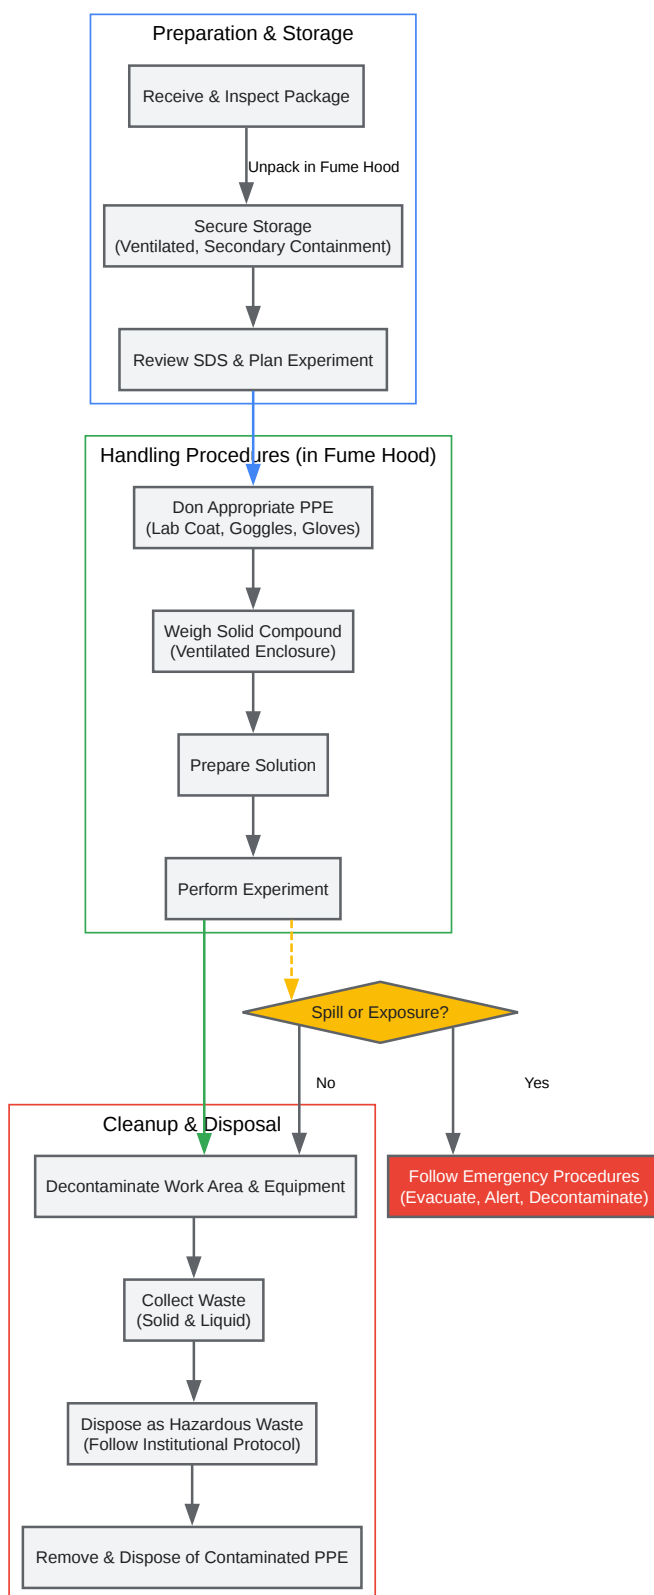 Preparation & Storage
Receive & Inspect Package
Unpack in Fume Hood
Secure Storage
(Ventilated, Secondary Containment)
Review SDS & Plan Experiment
Handling Procedures (in Fume Hood)
Don Appropriate PPE
(Lab Coat, Goggles, Gloves)
Weigh Solid Compound
(Ventilated Enclosure)
Prepare Solution
Perform Experiment
Spill or Exposure?
No
Yes
Cleanup & Disposal
Decontaminate Work Area & Equipment
Follow Emergency Procedures
(Evacuate, Alert, Decontaminate)
Collect Waste
(Solid & Liquid)
Dispose as Hazardous Waste
(Follow Institutional Protocol)
Remove & Dispose of Contaminated PPE